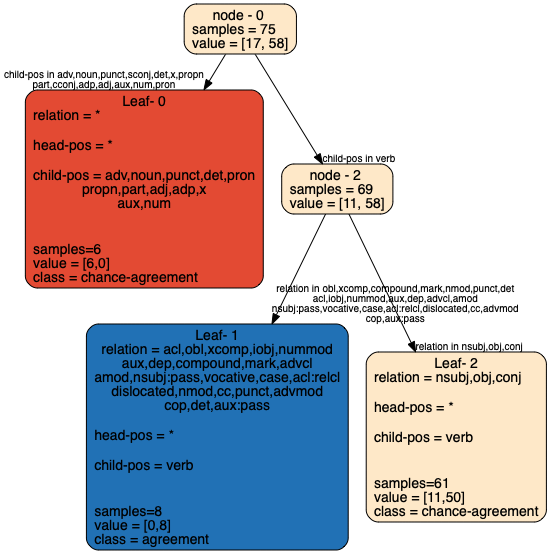 node - 0
samples = 75
value = [17, 58]
child-pos in adv,noun,punct,sconj,det,x,propn
part,cconj,adp,adj,aux,num,pron
Leaf- 0
relation = *
head-pos = *
child-pos = adv,noun,punct,det,pron
propn,part,adj,adp,x
aux,num
samples=6
value = [6,0]
class = chance-agreement
child-pos in verb
node - 2
samples = 69
value = [11, 58]
relation in obl,xcomp,compound,mark,nmod,punct,det
acl,iobj,nummod,aux,dep,advcl,amod
nsubj:pass,vocative,case,acl:relcl,dislocated,cc,advmod
cop,aux:pass
Leaf- 1
relation = acl,obl,xcomp,iobj,nummod
aux,dep,compound,mark,advcl
amod,nsubj:pass,vocative,case,acl:relcl
dislocated,nmod,cc,punct,advmod
cop,det,aux:pass
head-pos = *
child-pos = verb
samples=8
value = [0,8]
class = agreement
relation in nsubj,obj,conj
Leaf- 2
relation = nsubj,obj,conj
head-pos = *
child-pos = verb
samples=61
value = [11,50]
class = chance-agreement